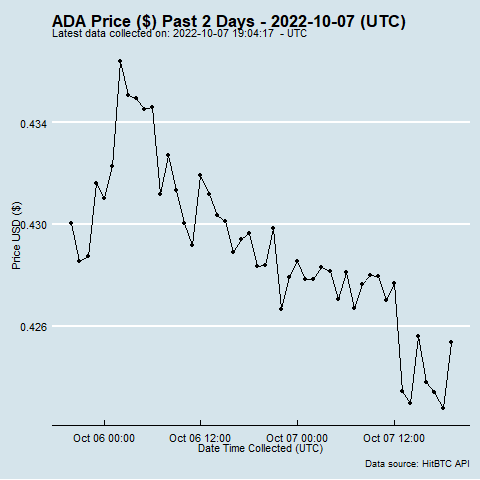 ADA Price ($) Past 2 Days - 2022-10-07 (UTC)
Latest data collected on: 2022-10-07 19:04:17 - UTC
0.434
0.430
0.426
Price USD ($)
Oct 06 00:00 Oct 06 12:00 Oct 07 00:00 Oct 07 12:00
Date Time Collected (UTC)
Data source: HitBTC API